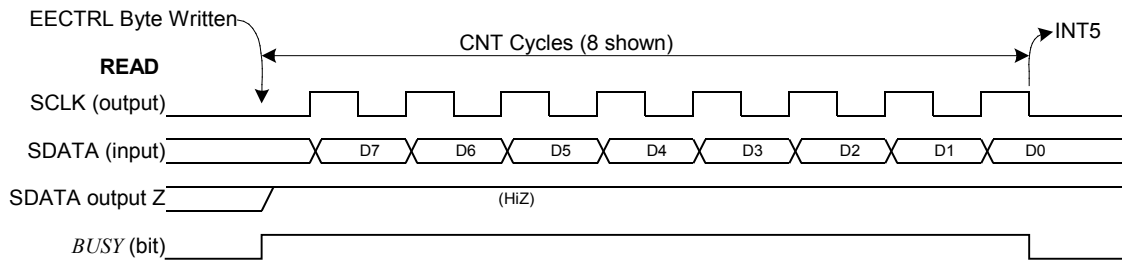 EECTRL Byte Written
INT5
CNT Cycles (8 shown)
READ
SCLK (output)
SDATA (input) D7 D6 D5 D4 D3 D2 D1 D0
SDATA output Z (HiZ)
BUSY (bit)